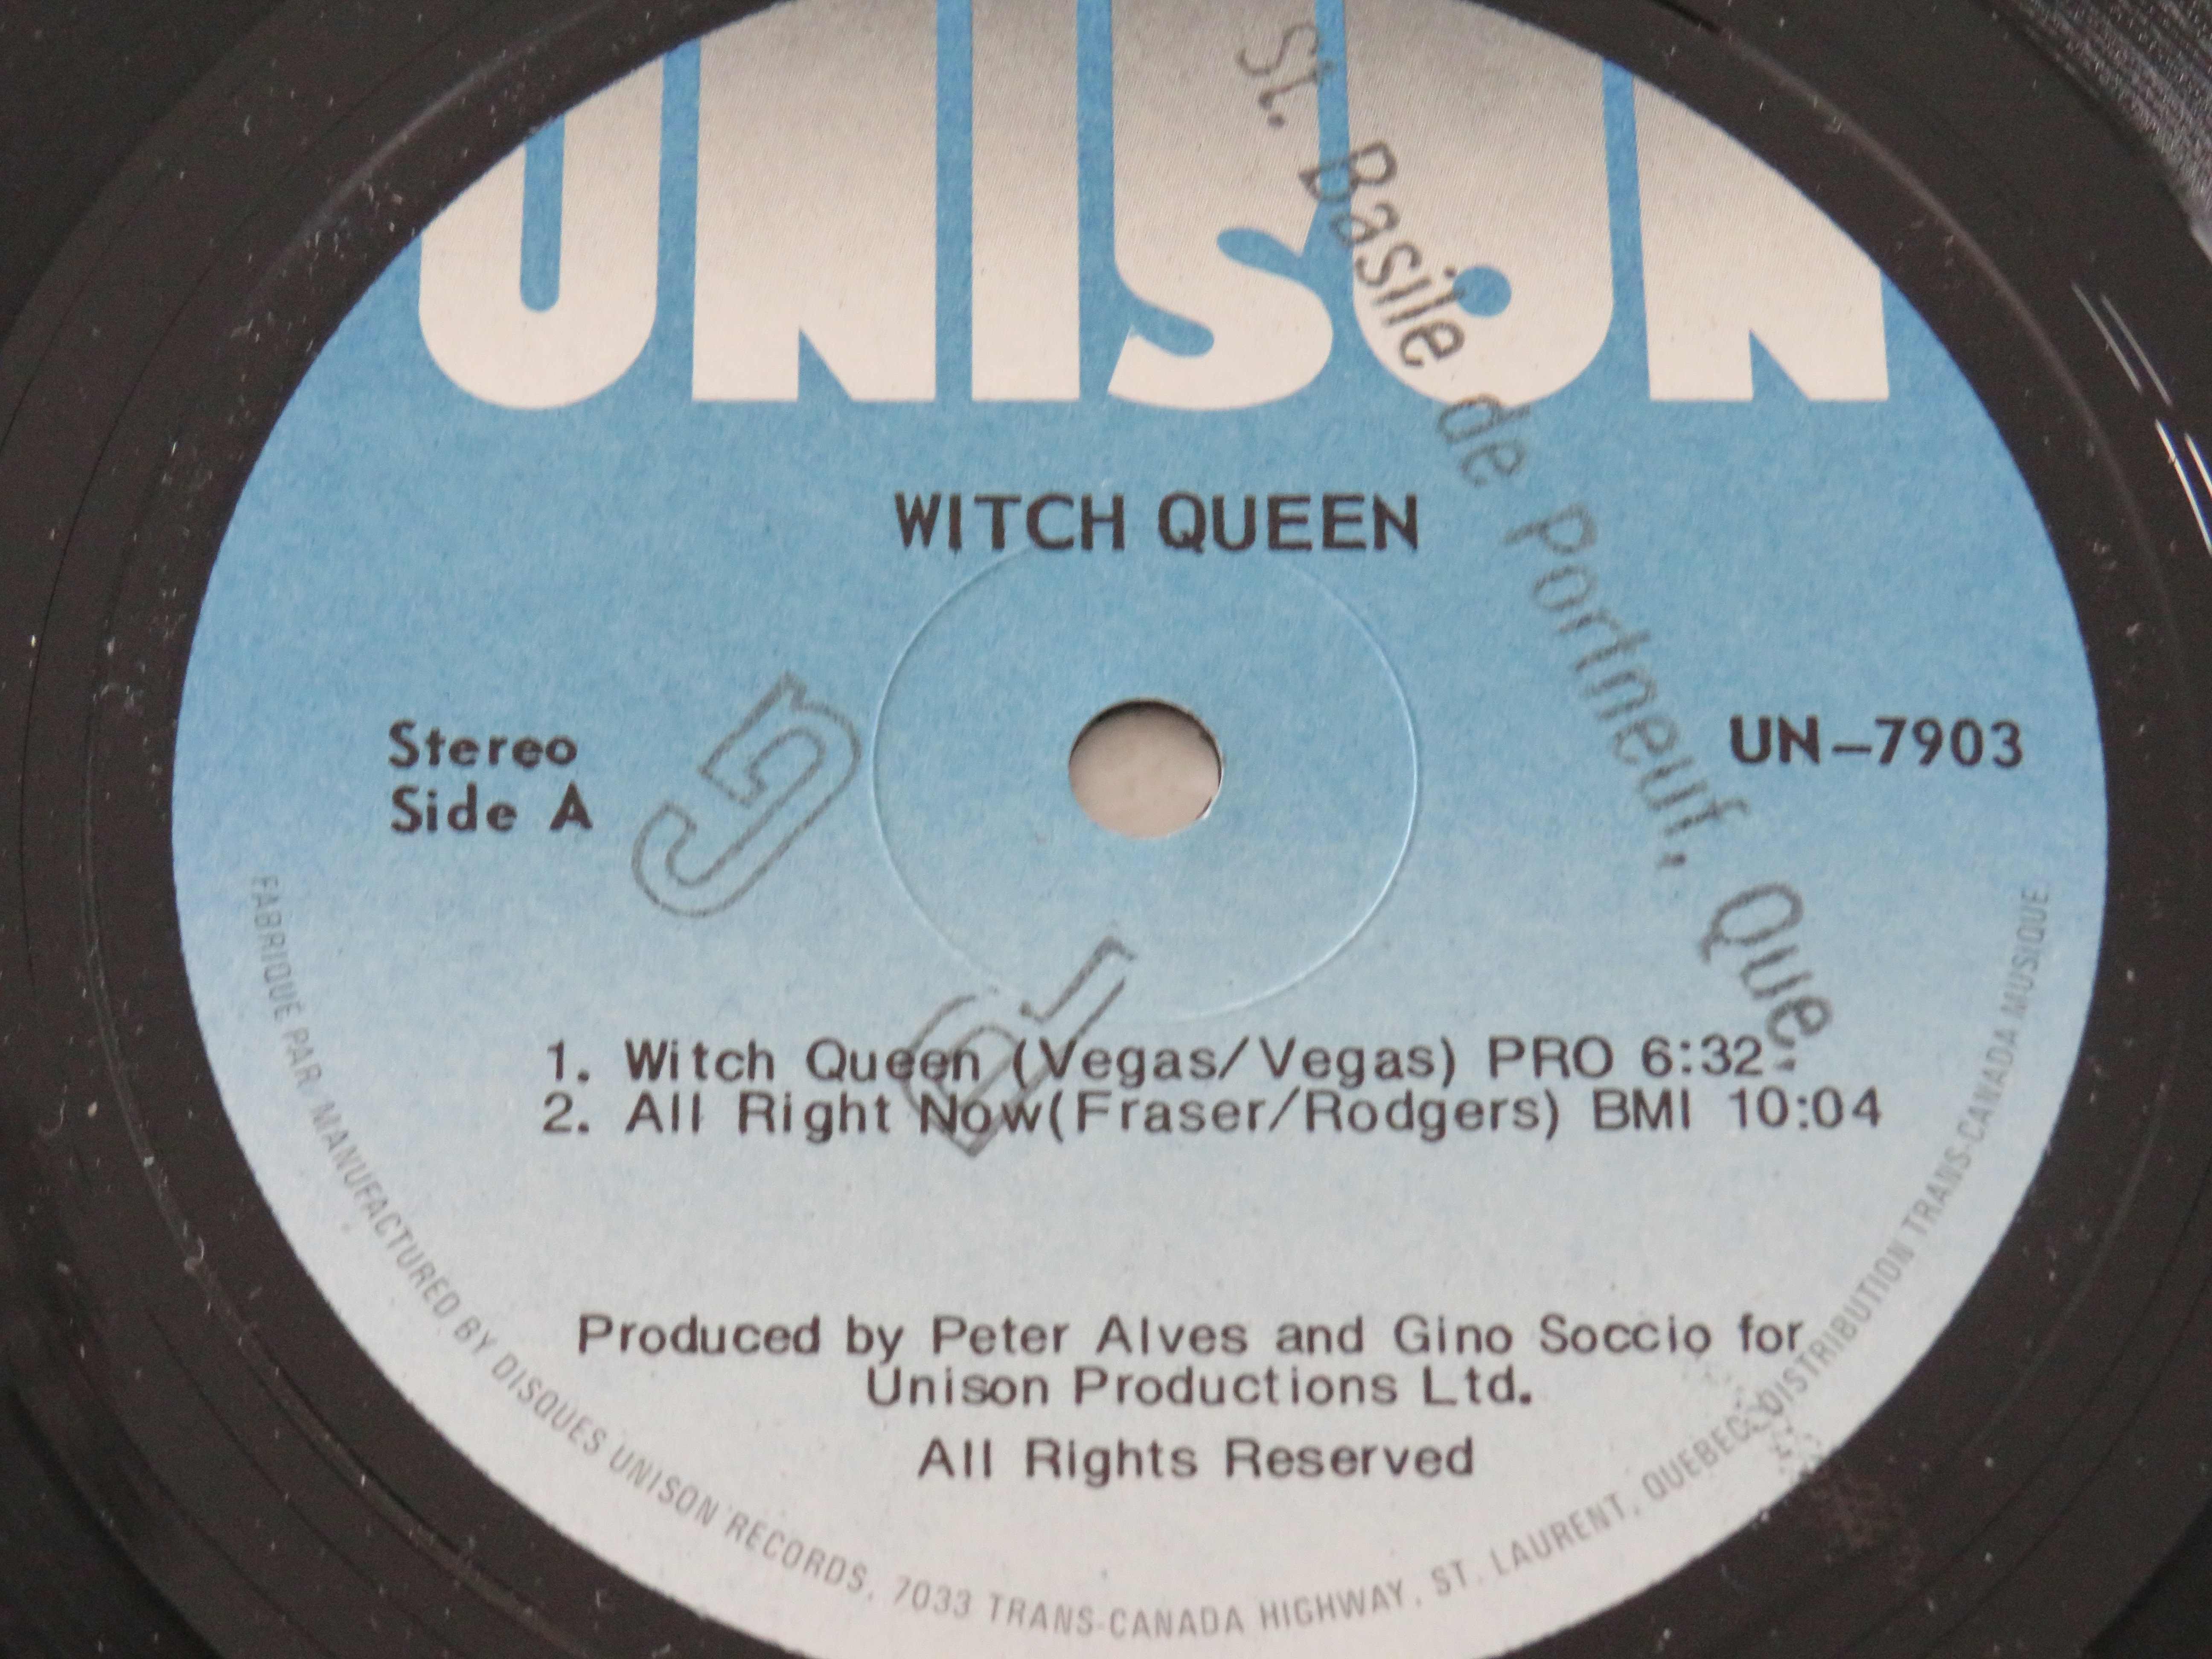 UNISON
St. Basile de Portneuf, Que.
WITCH QUEEN
Stereo
Side A
UN-7903
1. Witch Queen (Vegas/Vegas) PRO 6:32
2. All Right Now(Fraser/Rodgers) BMI 10:04
Produced by Peter Alves and Gino Soccio for
Unison Productions Ltd.
All Rights Reserved
FABRIQUE PAR MANUFACTURED BY DISQUES UNISON RECORDS, 7033 TRANS-CANADA HIGHWAY, ST. LAURENT, QUEBEC. DISTRIBUTION TRANS-CANADA MUSIQUE.